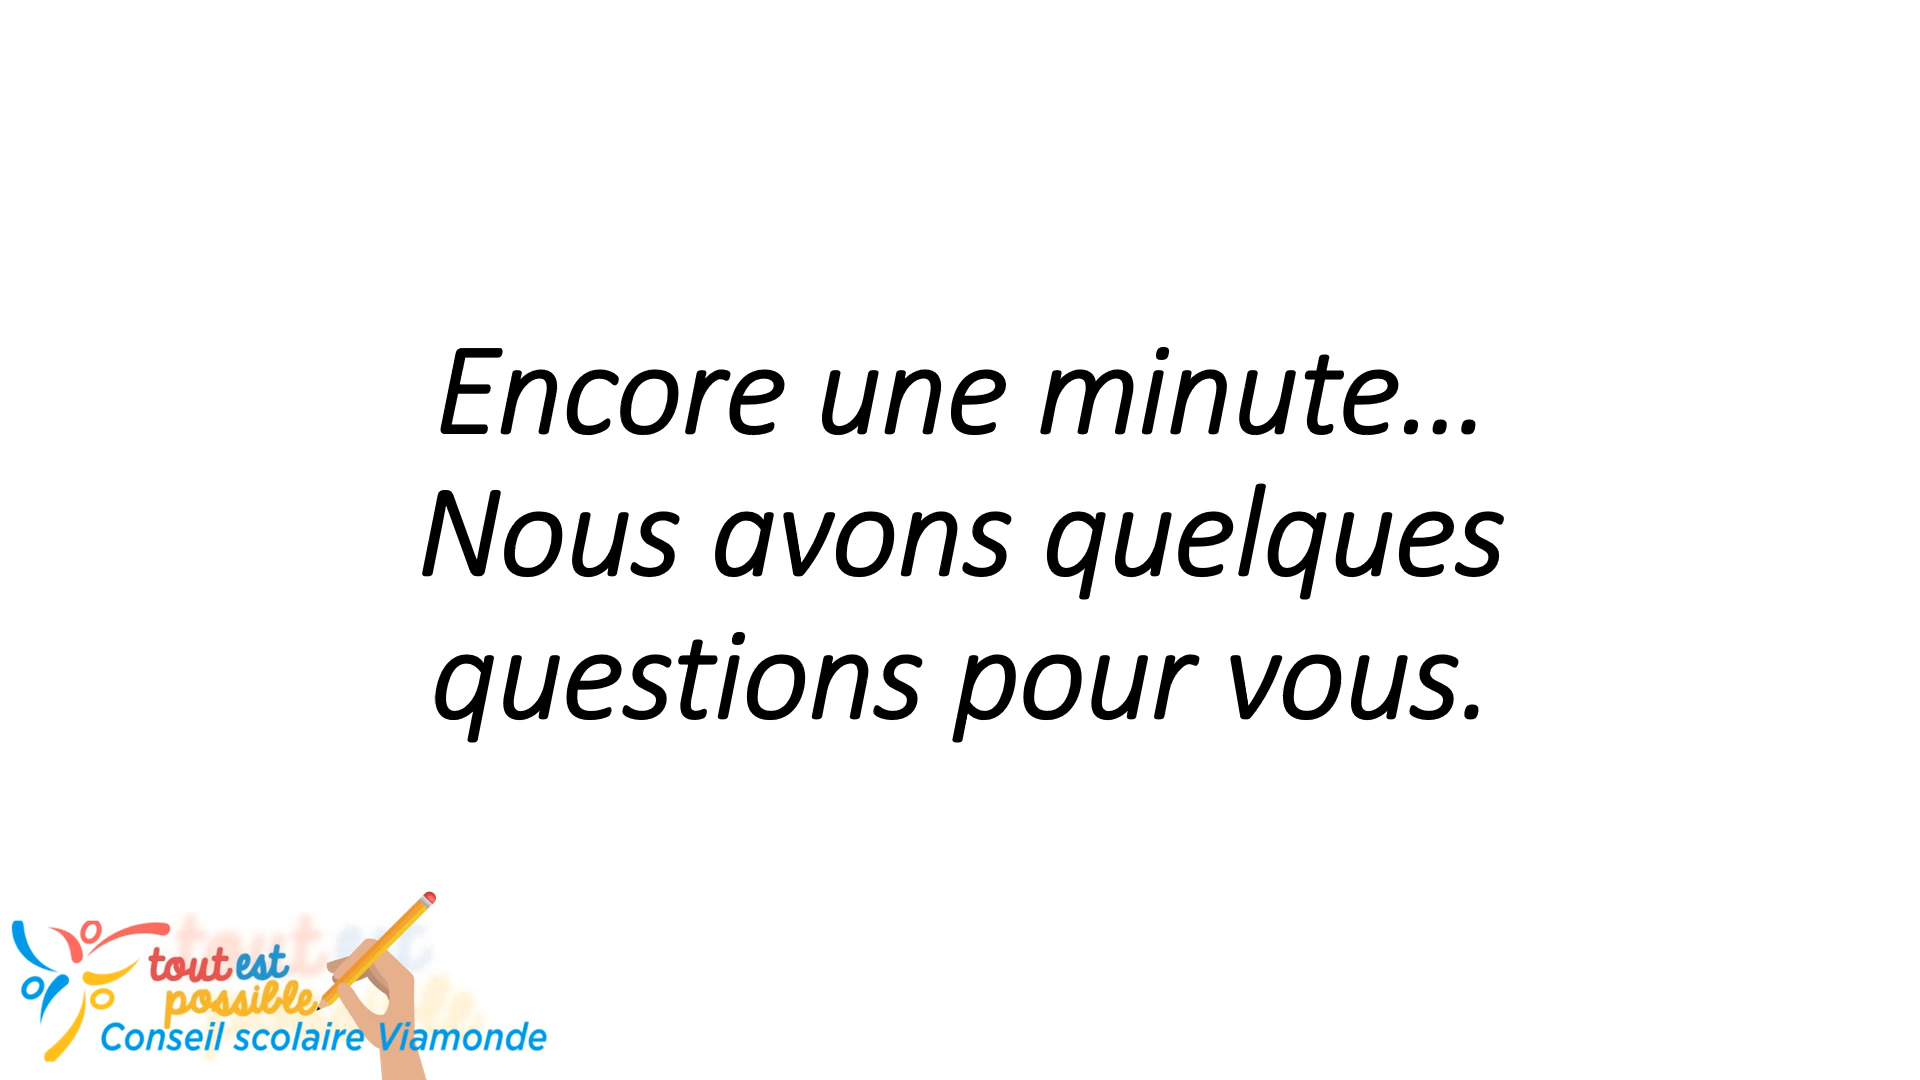 Encore une minute...
Nous avons quelques
questions pour vous.
tout est
possible
Conseil scolaire Viamonde